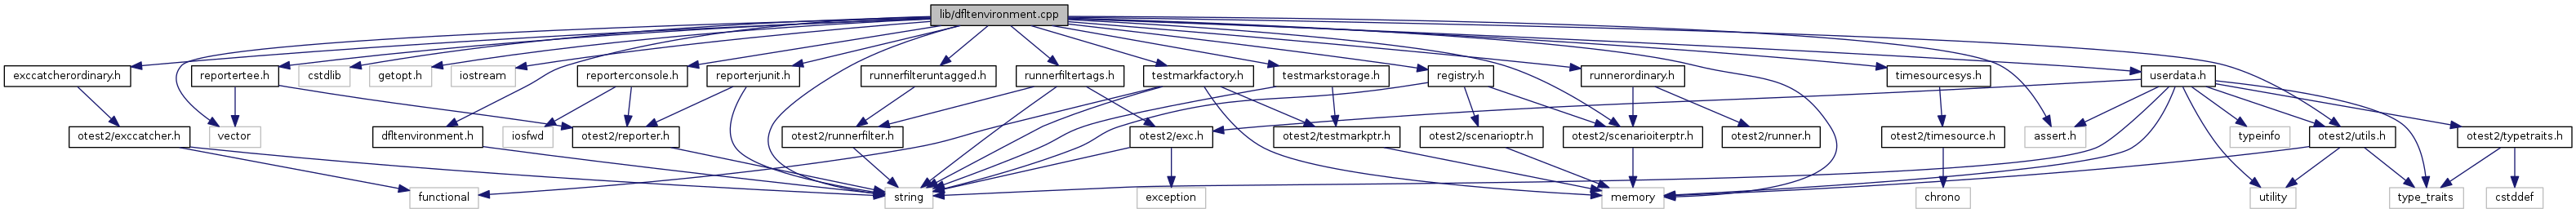 lib/dfltenvironment.cpp
exccatcherordinary.h
reportertee.h
cstdlib
getopt.h
iostream
reporterconsole.h
reporterjunit.h
runnerfilteruntagged.h
runnerfiltertags.h
testmarkfactory.h
testmarkstorage.h
registry.h
runnerordinary.h
timesourcesys.h
userdata.h
otest2/exccatcher.h
vector
dfltenvironment.h
iosfwd
otest2/reporter.h
otest2/runnerfilter.h
otest2/exc.h
otest2/testmarkptr.h
otest2/scenarioptr.h
otest2/scenarioiterptr.h
otest2/runner.h
otest2/timesource.h
assert.h
typeinfo
otest2/utils.h
otest2/typetraits.h
functional
string
exception
memory
chrono
utility
type_traits
cstddef